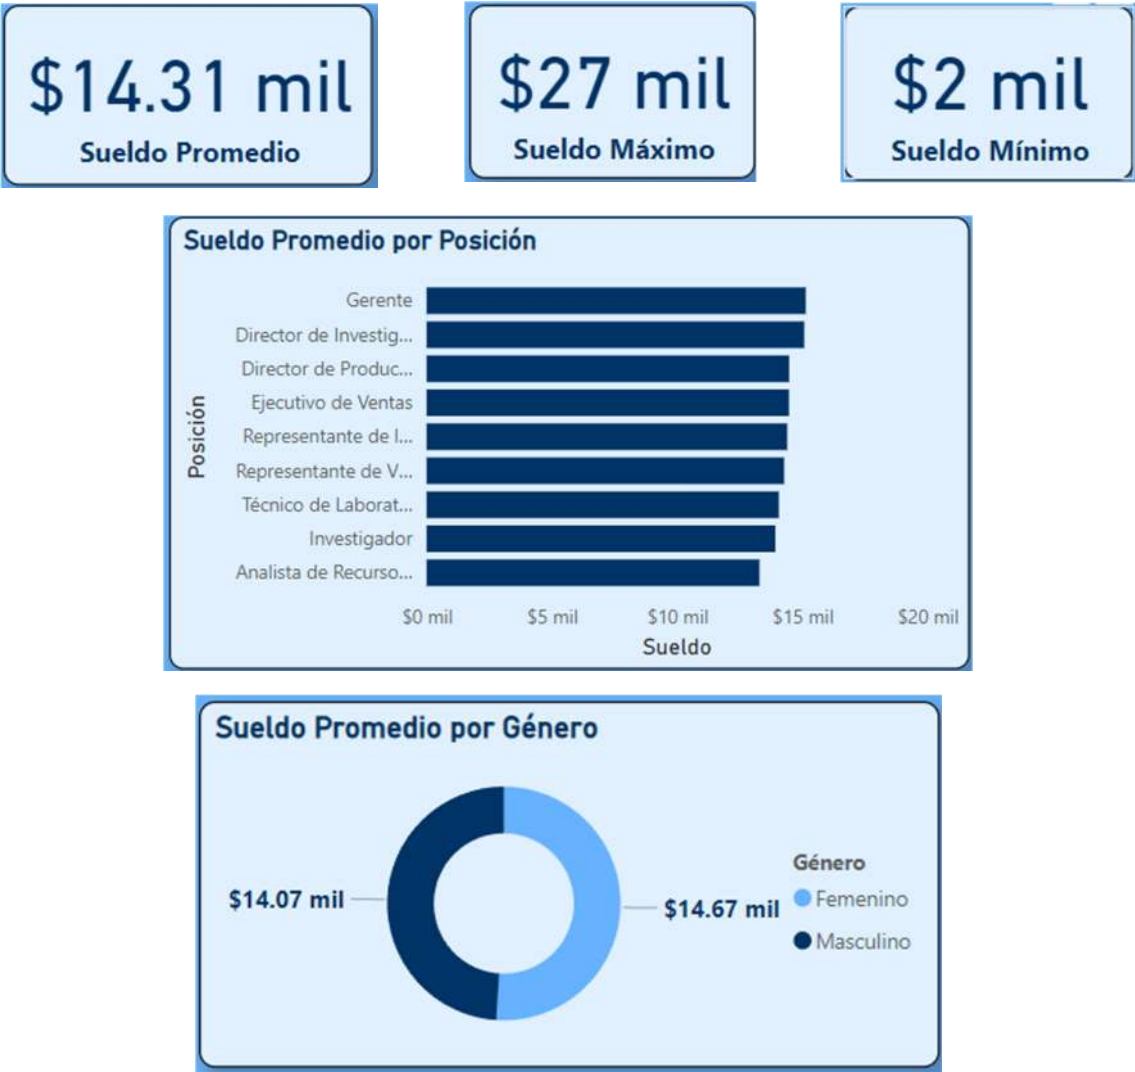 $14.31 mil
Sueldo Promedio
$27 mil
Sueldo Máximo
$2 mil
Sueldo Mínimo
Sueldo Promedio por Posición
Posición
Gerente
Director de Investig...
Director de Produc...
Ejecutivo de Ventas
Representante de I...
Representante de V...
Técnico de Laborat...
Investigador
Analista de Recurso...
$0 mil $5 mil $10 mil $15 mil $20 mil
Sueldo
Sueldo Promedio por Género
$14.07 mil
$14.67 mil
Género
Femenino
Masculino